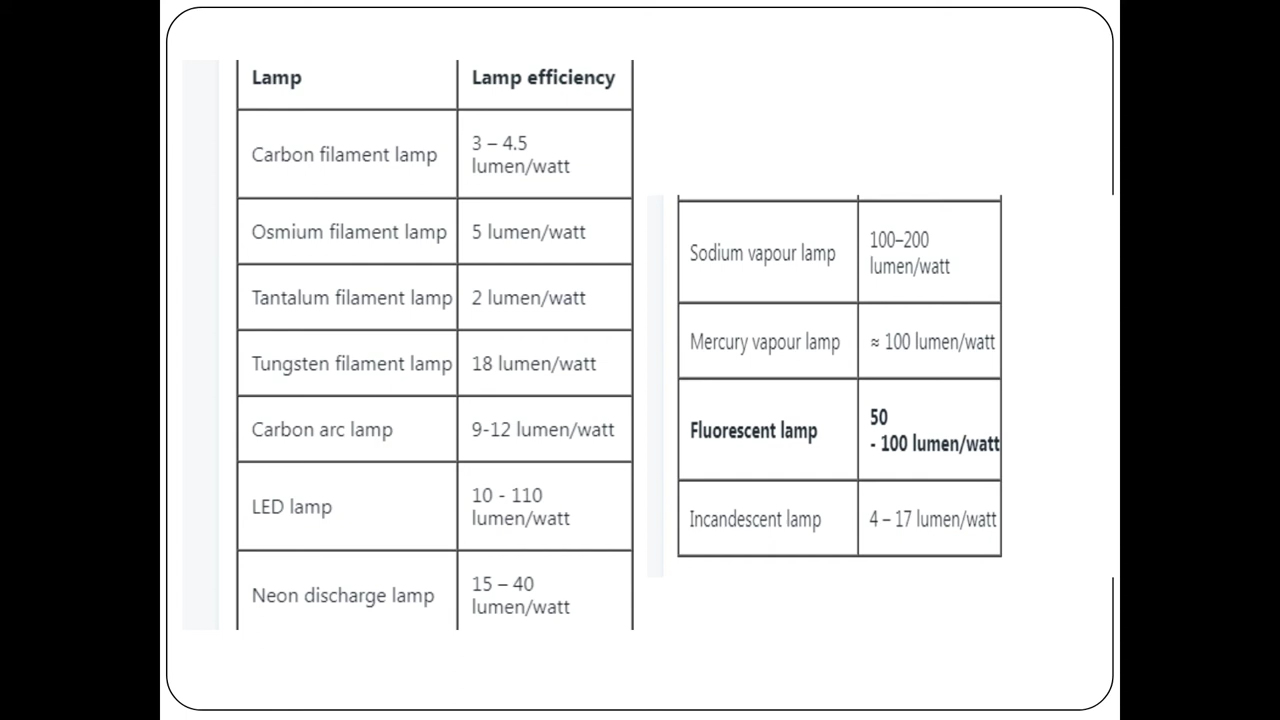 Lamp Lamp efficiency
Carbon filament lamp 3 – 4.5
lumen/watt
Osmium filament lamp 5 lumen/watt
Tantalum filament lamp 2 lumen/watt
Tungsten filament lamp 18 lumen/watt
Carbon arc lamp 9-12 lumen/watt
LED lamp 10 - 110
lumen/watt
Neon discharge lamp 15 – 40
lumen/watt
Sodium vapour lamp 100–200
lumen/watt
Mercury vapour lamp ≈ 100 lumen/watt
Fluorescent lamp 50
- 100 lumen/watt
Incandescent lamp 4 – 17 lumen/watt